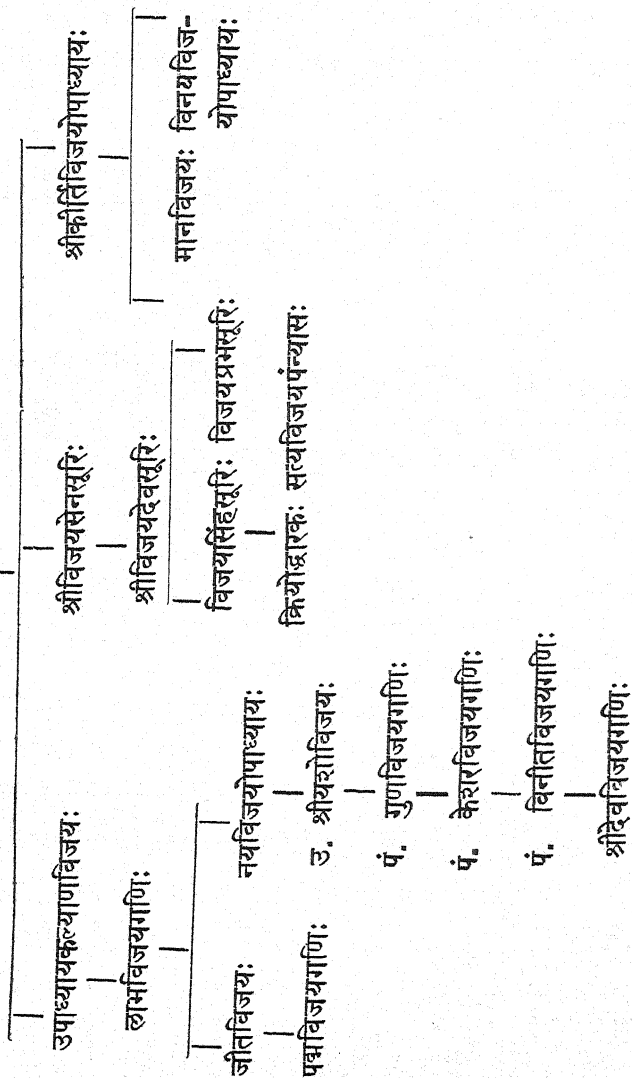 उपाध्यायकल्याणविजयः श्रीविजयसेनसूरिः श्रीकीर्तिविजयोपाध्यायः
लाभविजयगणिः श्रीविजयदेवसूरिः मानविजयः विनयविज-
योपाध्यायः
जीतविजयः नयविजयोपाध्यायः विजयसिंहसूरिः विजयप्रभसूरिः
पद्मविजयगणिः उ. श्रीयशोविजयः क्रियोद्धारकः सत्यविजयपंन्यासः
पं. गुणविजयगणिः
पं. केशरविजयगणिः
पं. विनीतविजयगणिः
श्रीदेवविजयगणिः